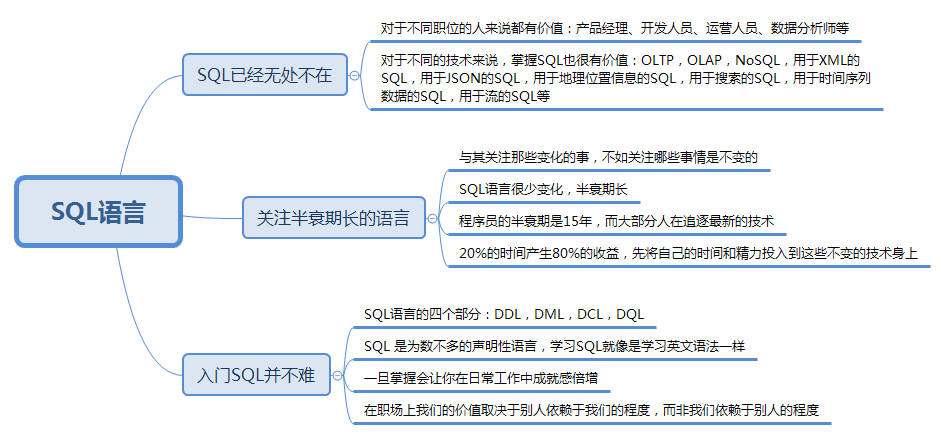 SQL语言
SQL已经无处不在
对于不同职位的人来说都有价值：产品经理、开发人员、运营人员、数据分析师等
对于不同的技术来说，掌握SQL也很有价值：OLTP，OLAP，NoSQL，用于XML的
SQL，用于JSON的SQL，用于地理位置信息的SQL，用于搜索的SQL，用于时间序列
数据的SQL，用于流的SQL等
关注半衰期长的语言
与其关注那些变化的事，不如关注哪些事情是不变的
SQL语言很少变化，半衰期长
程序员的半衰期是15年，而大部分人在追逐最新的技术
20%的时间产生80%的收益，先将自己的时间和精力投入到这些不变的技术身上
入门SQL并不难
SQL语言的四个部分：DDL，DML，DCL，DQL
SQL 是为数不多的声明性语言，学习SQL就像是学习英文语法一样
一旦掌握会让你在日常工作中成就感倍增
在职场上我们的价值取决于别人依赖于我们的程度，而非我们依赖于别人的程度